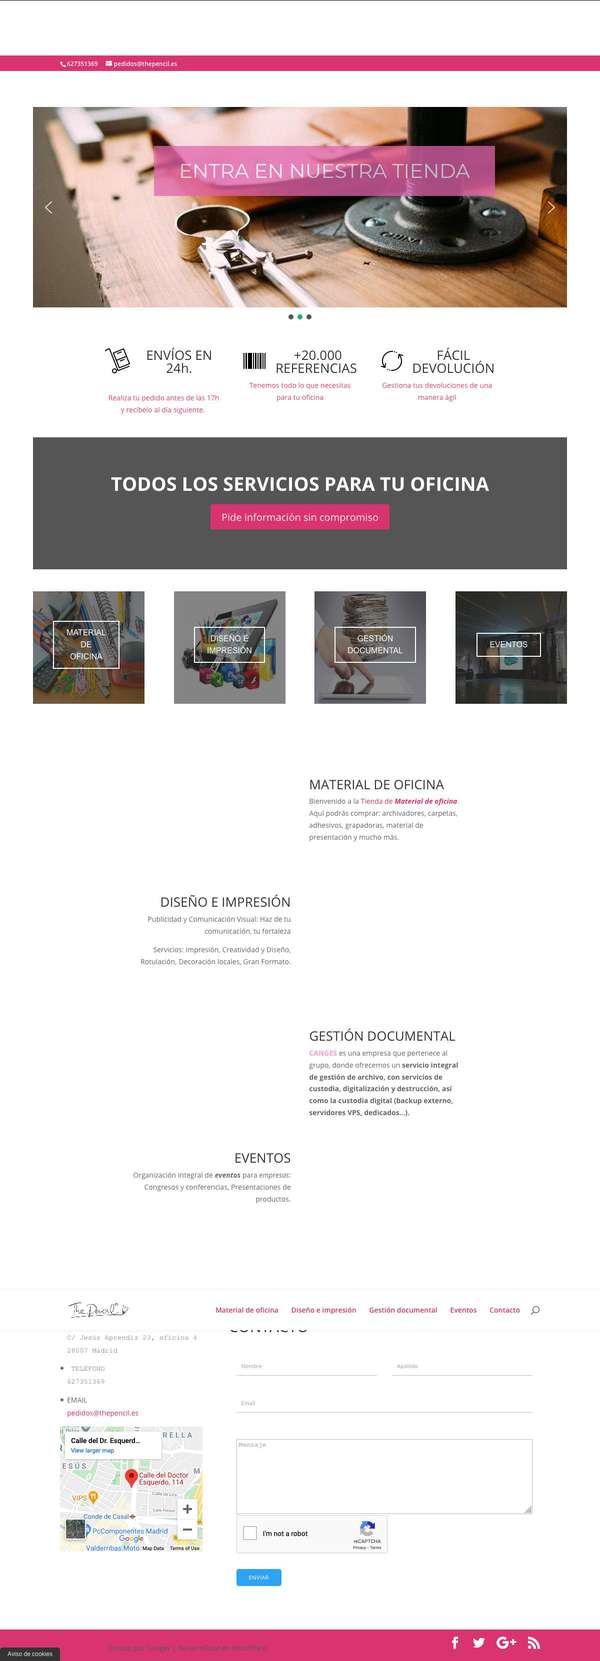 627351369 pedidos@thepencil.es
ENTRA EN NUESTRA TIENDA
ENVÍOS EN
24h.
Realiza tu pedido antes de las 17h
y recíbelo al día siguiente.
+20.000
REFERENCIAS
Tenemos todo lo que necesitas
para tu oficina
FÁCIL
DEVOLUCIÓN
Gestiona tus devoluciones de una
manera ágil
TODOS LOS SERVICIOS PARA TU OFICINA
Pide información sin compromiso
MATERIAL
DE
OFICINA
DISEÑO E
IMPRESIÓN
GESTIÓN
DOCUMENTAL
EVENTOS
MATERIAL DE OFICINA
Bienvenido a la Tienda de Material de oficina.
Aquí podrás comprar: archivadores, carpetas,
adhesivos, grapadoras, material de
presentación y mucho más.
DISEÑO E IMPRESIÓN
Publicidad y Comunicación Visual: Haz de tu
comunicación, tu fortaleza
Servicios: Impresión, Creatividad y Diseño,
Rotulación, Decoración locales, Gran Formato.
GESTIÓN DOCUMENTAL
CANGES es una empresa que pertenece al
grupo, donde ofrecemos un servicio integral
de gestión de archivo, con servicios de
custodia, digitalización y destrucción, así
como la custodia digital (backup externo,
servidores VPS, dedicados...).
EVENTOS
Organización integral de eventos para empresas:
Congresos y conferencias, Presentaciones de
productos.
The Pencil
Material de oficina Diseño e impresión Gestión documental Eventos Contacto
CONTACTO
C/ Jesús Aprendiz 23, oficina 4
28007 Madrid
TELÉFONO
627351369
EMAIL
pedidos@thepencil.es
Calle del Dr. Esquerd...
View larger map
RELLA
JESÚS
Calle del Doctor
Esquerdo, 114
VIPS
Conde de Casal
PcComponentes Madrid
Google
Valderribas Moto
Map Data Terms of Use
Nombre
Apellido
Email
Mensaje
I'm not a robot
reCAPTCHA
Privacy - Terms
ENVIAR
Aviso de cookies